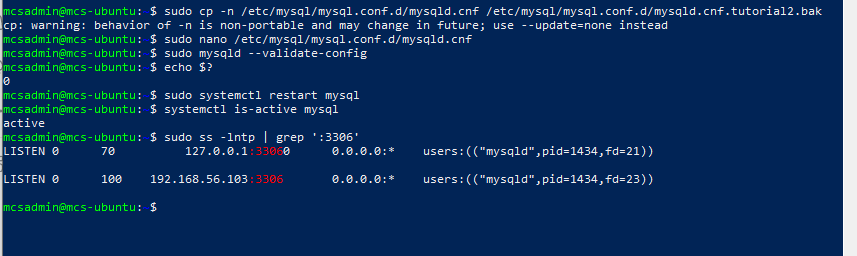 mcsadmin@mcs-ubuntu:~$ sudo cp -n /etc/mysql/mysql.conf.d/mysqld.cnf /etc/mysql/mysql.conf.d/mysqld.cnf.tutorial2.bak
cp: warning: behavior of -n is non-portable and may change in future; use --update=none instead
mcsadmin@mcs-ubuntu:~$ sudo nano /etc/mysql/mysql.conf.d/mysqld.cnf
mcsadmin@mcs-ubuntu:~$ sudo mysqld --validate-config
mcsadmin@mcs-ubuntu:~$ echo $?
0
mcsadmin@mcs-ubuntu:~$ sudo systemctl restart mysql
mcsadmin@mcs-ubuntu:~$ systemctl is-active mysql
active
mcsadmin@mcs-ubuntu:~$ sudo ss -lntp | grep ':3306'
LISTEN 0      70           127.0.0.1:33060      0.0.0.0:*    users:(("mysqld",pid=1434,fd=21))
LISTEN 0      100     192.168.56.103:3306       0.0.0.0:*    users:(("mysqld",pid=1434,fd=23))
mcsadmin@mcs-ubuntu:~$